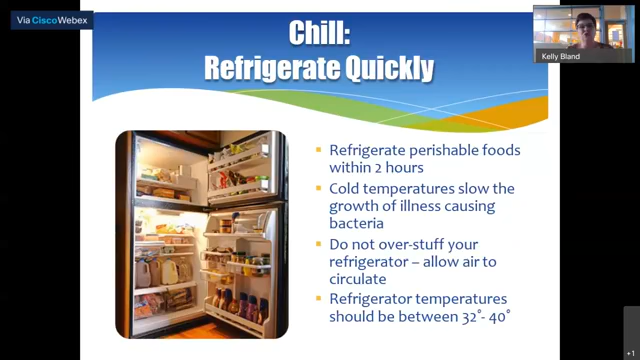 Via Cisco Webex
Chill:
Refrigerate Quickly
Kelly Bland
Refrigerate perishable foods
within 2 hours
Cold temperatures slow the
growth of illness causing
bacteria
Do not over-stuff your
refrigerator – allow air to
circulate
Refrigerator temperatures
should be between 32°- 40°
+1